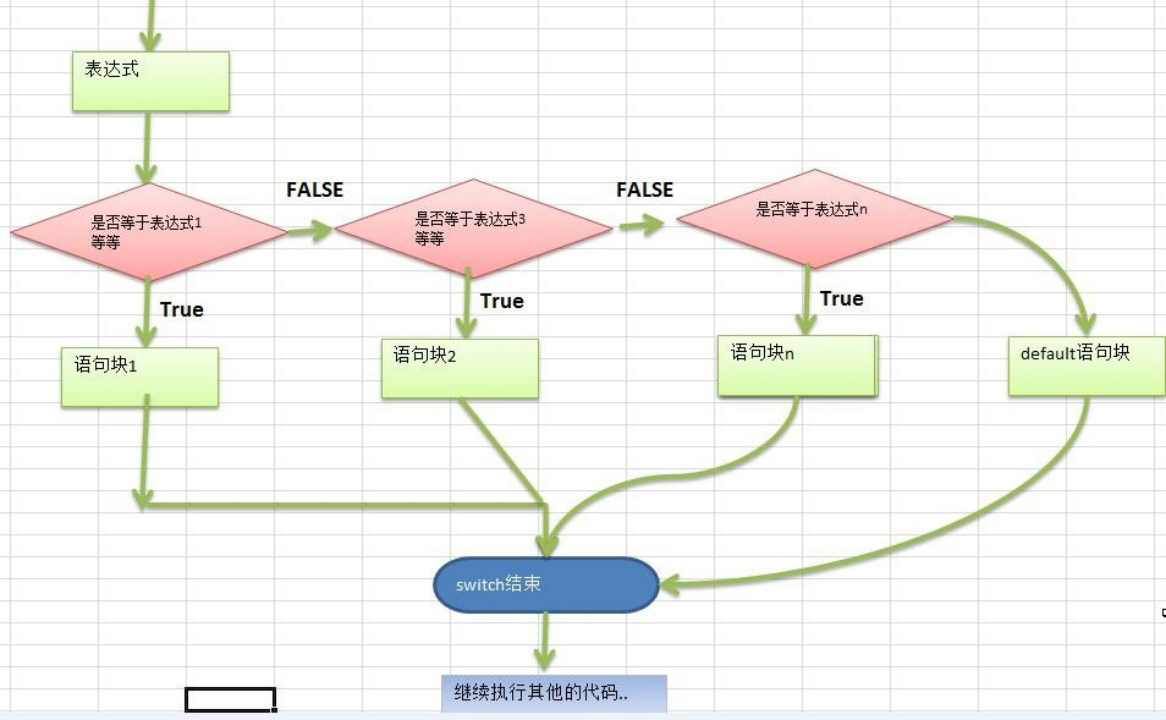 表达式
FALSE
FALSE
是否等于表达式1
等等
是否等于表达式3
等等
是否等于表达式n
True
True
True
语句块1
语句块2
语句块n
default语句块
switch结束
继续执行其他的代码..